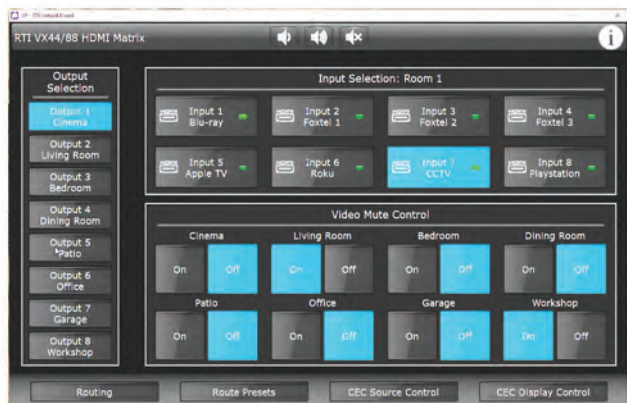 RTI VX44/88 HDMI Matrix
i
Output
Selection
Output 1
Cinema
Output 2
Living Room
Output 3
Bedroom
Output 4
Dining Room
Output 5
Patio
Output 6
Office
Output 7
Garage
Output 8
Workshop
Input Selection: Room 1
Input 1
Blu-ray
Input 2
Foxtel 1
Input 3
Foxtel 2
Input 4
Foxtel 3
Input 5
Apple TV
Input 6
Roku
Input 7
CCTV
Input 8
Playstation
Video Mute Control
Cinema
Living Room
Bedroom
Dining Room
On Off On Off On Off On Off
Patio
Office
Garage
Workshop
On Off On Off On Off On Off
Routing
Route Presets
CEC Source Control
CEC Display Control